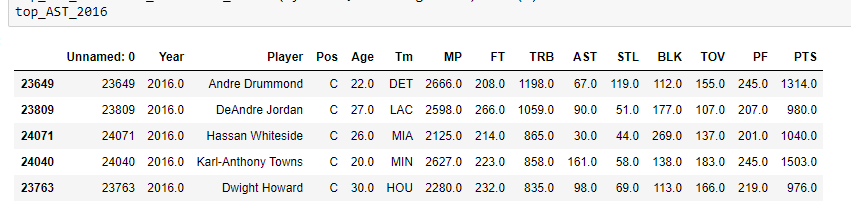 top_AST_2016
Unnamed: 0 Year Player Pos Age Tm MP FT TRB AST STL BLK TOV PF PTS
23649 23649 2016.0 Andre Drummond C 22.0 DET 2666.0 208.0 1198.0 67.0 119.0 112.0 155.0 245.0 1314.0
23809 23809 2016.0 DeAndre Jordan C 27.0 LAC 2598.0 266.0 1059.0 90.0 51.0 177.0 107.0 207.0 980.0
24071 24071 2016.0 Hassan Whiteside C 26.0 MIA 2125.0 214.0 865.0 30.0 44.0 269.0 137.0 201.0 1040.0
24040 24040 2016.0 Karl-Anthony Towns C 20.0 MIN 2627.0 223.0 858.0 161.0 58.0 138.0 183.0 245.0 1503.0
23763 23763 2016.0 Dwight Howard C 30.0 HOU 2280.0 232.0 835.0 98.0 69.0 113.0 166.0 219.0 976.0